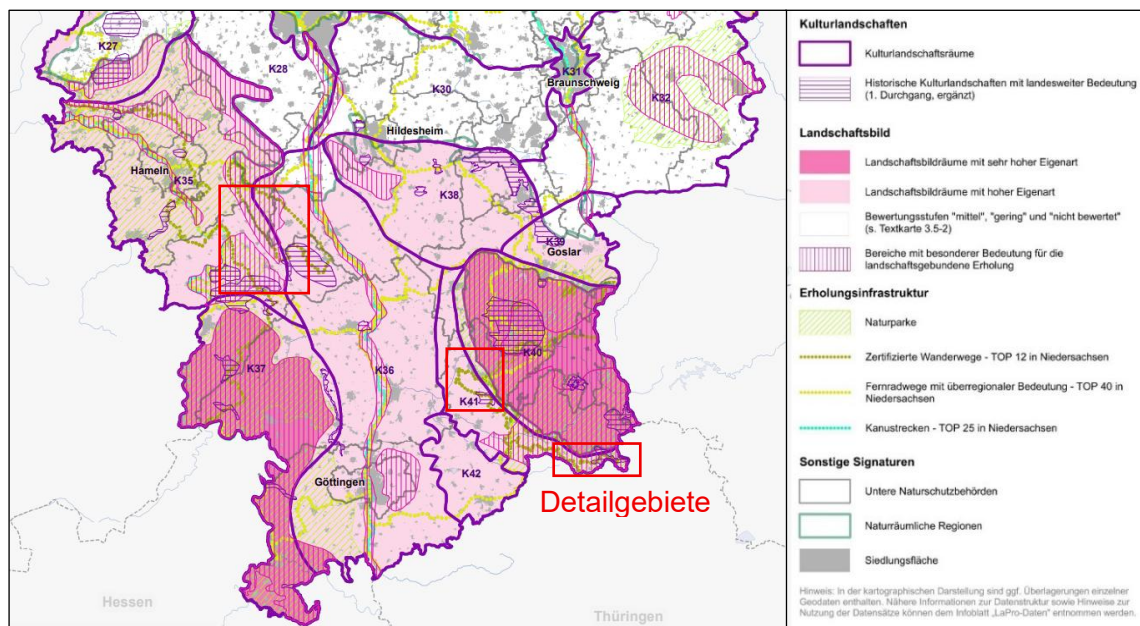 K27
K28
K31
Braunschweig
K30
K32
Hildesheim
Hameln
K35
K38
K39
Goslar
K40
K37
K36
K41
K42
Göttingen
Detailgebiete
Hessen
Thüringen
Kulturlandschaften
Kulturlandschaftsräume
Historische Kulturlandschaften mit landesweiter Bedeutung
(1. Durchgang, ergänzt)
Landschaftsbild
Landschaftsbildräume mit sehr hoher Eigenart
Landschaftsbildräume mit hoher Eigenart
Bewertungsstufen "mittel", "gering" und "nicht bewertet"
(s. Textkarte 3.5-2)
Bereiche mit besonderer Bedeutung für die
landschaftsgebundene Erholung
Erholungsinfrastruktur
Naturparke
Zertifizierte Wanderwege - TOP 12 in Niedersachsen
Fernradwege mit überregionaler Bedeutung - TOP 40 in
Niedersachsen
Kanustrecken - TOP 25 in Niedersachsen
Sonstige Signaturen
Untere Naturschutzbehörden
Naturräumliche Regionen
Siedlungsfläche
Hinweis: In der kartographischen Darstellung sind ggf. Überlagerungen einzelner
Geodaten enthalten. Nähere Informationen zur Datenstruktur sowie Hinweise zur
Nutzung der Datensätze können dem Infoblatt „LaPro-Daten" entnommen werden.